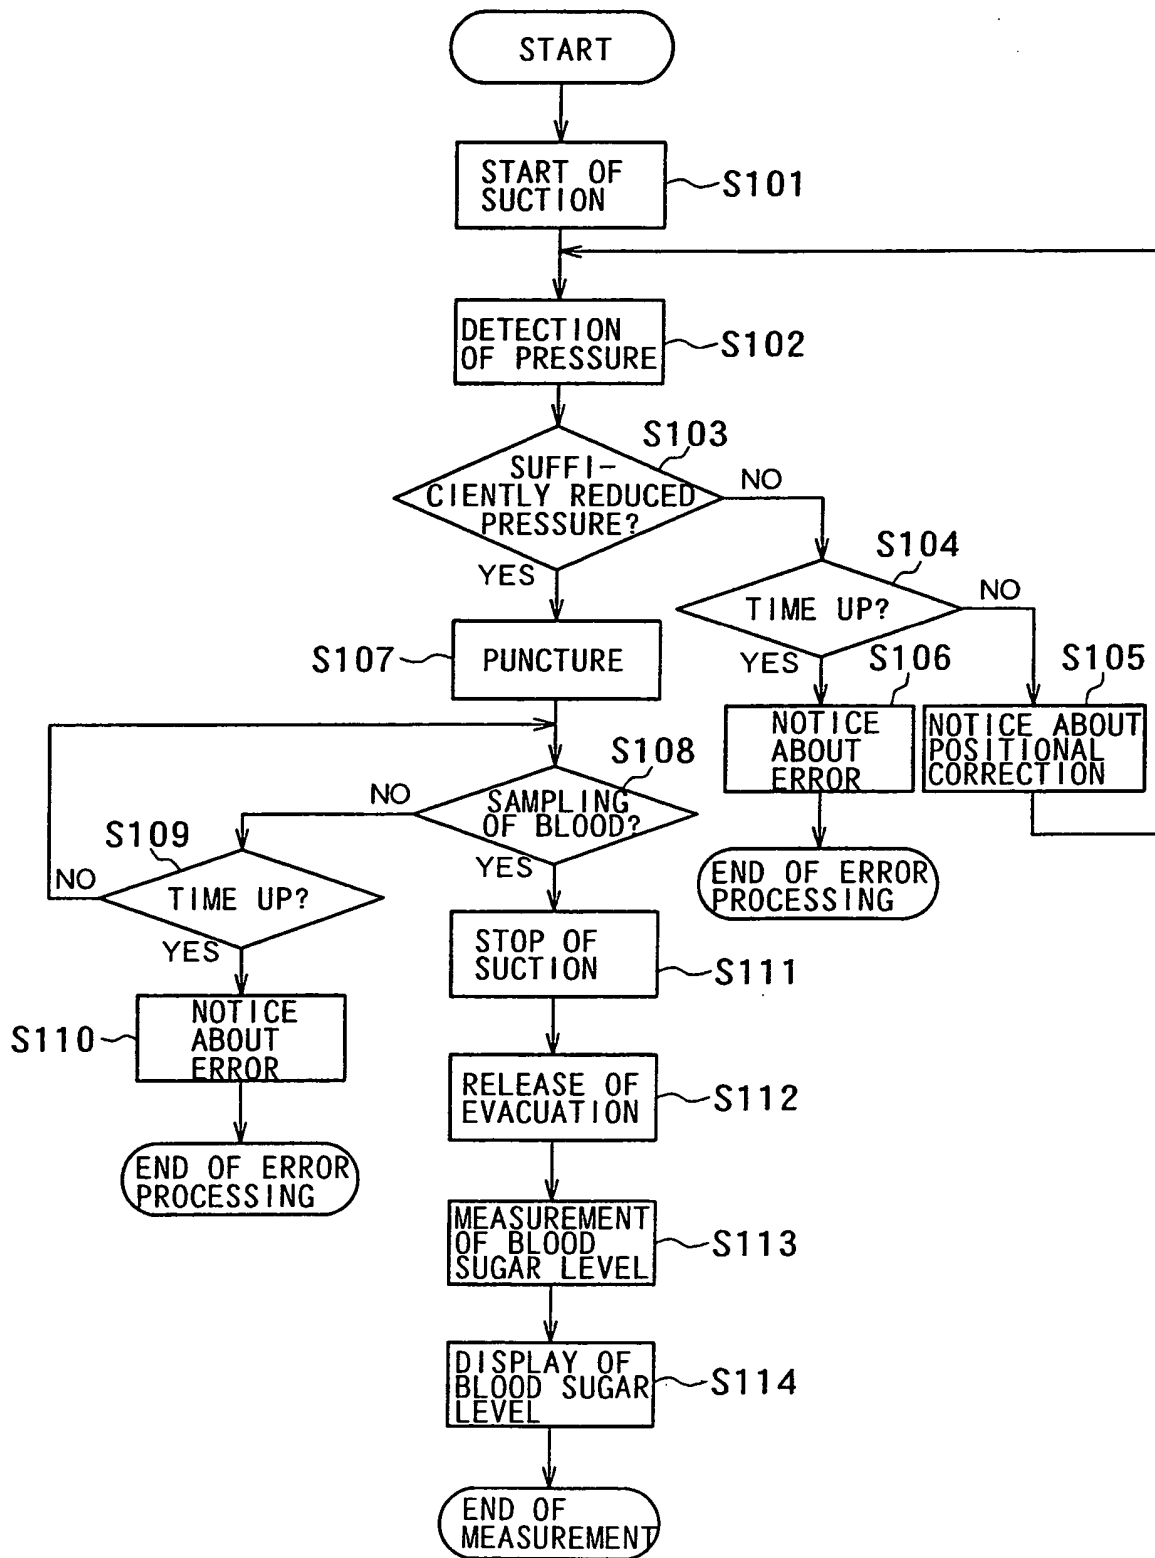 START
START OF
SUCTION
S101
DETECTION
OF PRESSURE
S102
S103
SUFFI-
CIENTLY REDUCED
PRESSURE?
NO
YES
S104
TIME UP?
NO
YES
S107
PUNCTURE
S106
S105
NOTICE
ABOUT
ERROR
NOTICE ABOUT
POSITIONAL
CORRECTION
S108
NO
SAMPLING
OF BLOOD?
YES
S109
NO
TIME UP?
YES
END OF ERROR
PROCESSING
STOP OF
SUCTION
S111
S110
NOTICE
ABOUT
ERROR
RELEASE OF
EVACUATION
S112
END OF ERROR
PROCESSING
MEASUREMENT
OF BLOOD
SUGAR LEVEL
S113
DISPLAY OF
BLOOD SUGAR
LEVEL
S114
END OF
MEASUREMENT